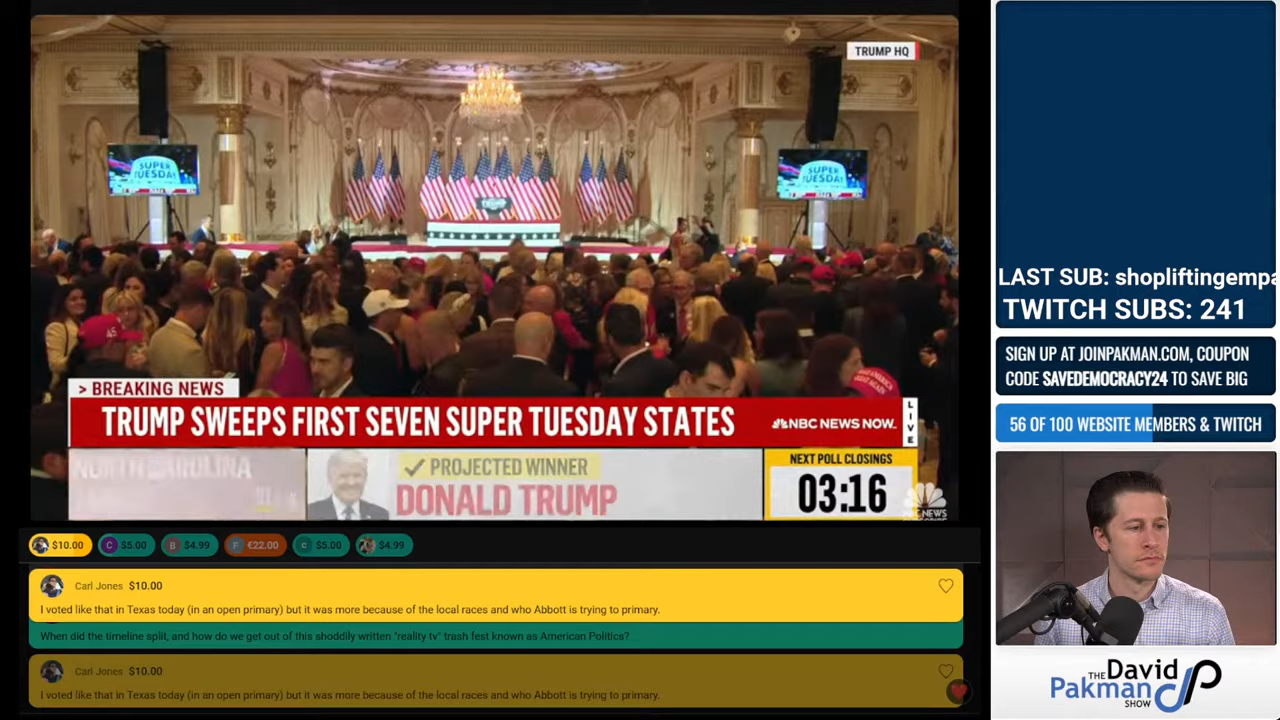 TRUMP HQ
SUPER
TUESDAY
SUPER
TUESDAY
TRUMP
> BREAKING NEWS
TRUMP SWEEPS FIRST SEVEN SUPER TUESDAY STATES
NBC NEWS NOW.
LIVE
NORTH CAROLINA
✓ PROJECTED WINNER
DONALD TRUMP
NEXT POLL CLOSINGS
03:16
NBC NEWS
LAST SUB: shopliftingempa
TWITCH SUBS: 241
SIGN UP AT JOINPAKMAN.COM, COUPON
CODE SAVEDEMOCRACY24 TO SAVE BIG
56 OF 100 WEBSITE MEMBERS & TWITCH
$10.00
C $5.00
B $4.99
F €22.00
c $5.00
$4.99
Carl Jones $10.00
I voted like that in Texas today (in an open primary) but it was more because of the local races and who Abbott is trying to primary.
When did the timeline split, and how do we get out of this shoddily written "reality tv" trash fest known as American Politics?
Carl Jones $10.00
I voted like that in Texas today (in an open primary) but it was more because of the local races and who Abbott is trying to primary.
THE David
Pakman
SHOW